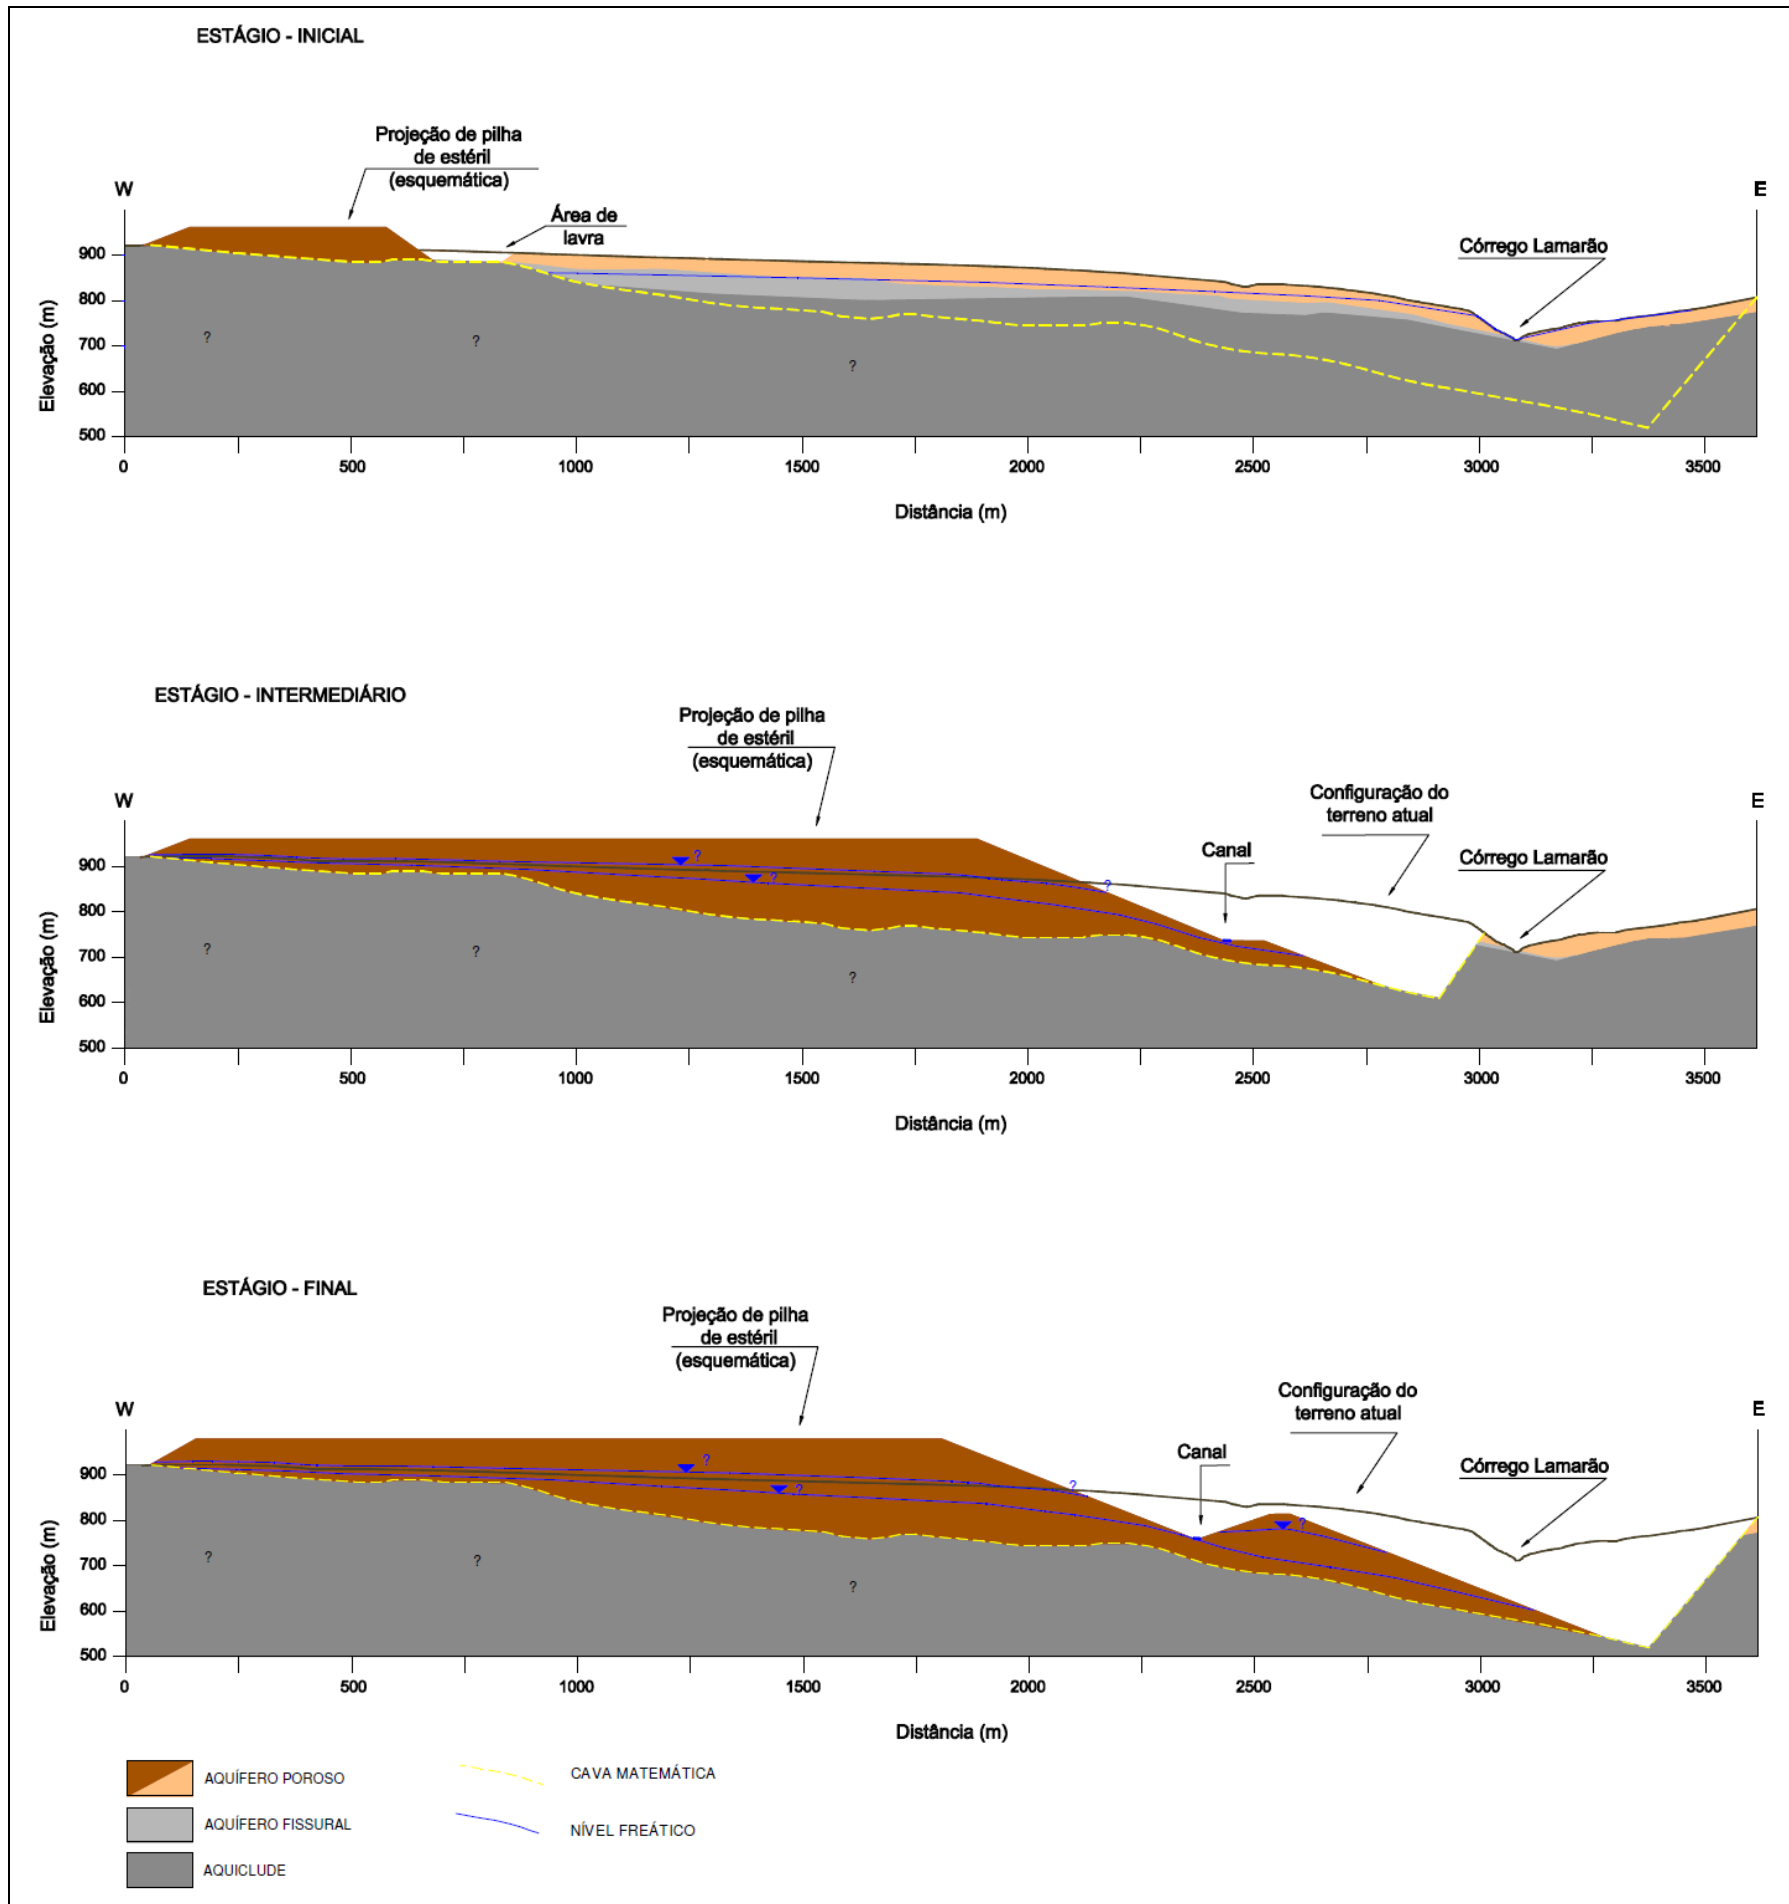 ESTÁGIO - INICIAL
Projeção de pilha
de estéril
(esquemática)
Área de
lavra
W
E
Córrego Lamarão
900
800
700
600
500
Elevação (m)
?
?
?
0
500
1000
1500
2000
2500
3000
3500
Distância (m)
ESTÁGIO - INTERMEDIÁRIO
Projeção de pilha
de estéril
(esquemática)
Configuração do
terreno atual
W
E
Canal
Córrego Lamarão
900
800
700
600
500
Elevação (m)
?
?
?
?
?
?
0
500
1000
1500
2000
2500
3000
3500
Distância (m)
ESTÁGIO - FINAL
Projeção de pilha
de estéril
(esquemática)
Configuração do
terreno atual
W
E
Canal
Córrego Lamarão
900
800
700
600
500
Elevação (m)
?
?
?
?
?
?
?
0
500
1000
1500
2000
2500
3000
3500
Distância (m)
AQUÍFERO POROSO
CAVA MATEMÁTICA
AQUÍFERO FISSURAL
NÍVEL FREÁTICO
AQUICLUDE